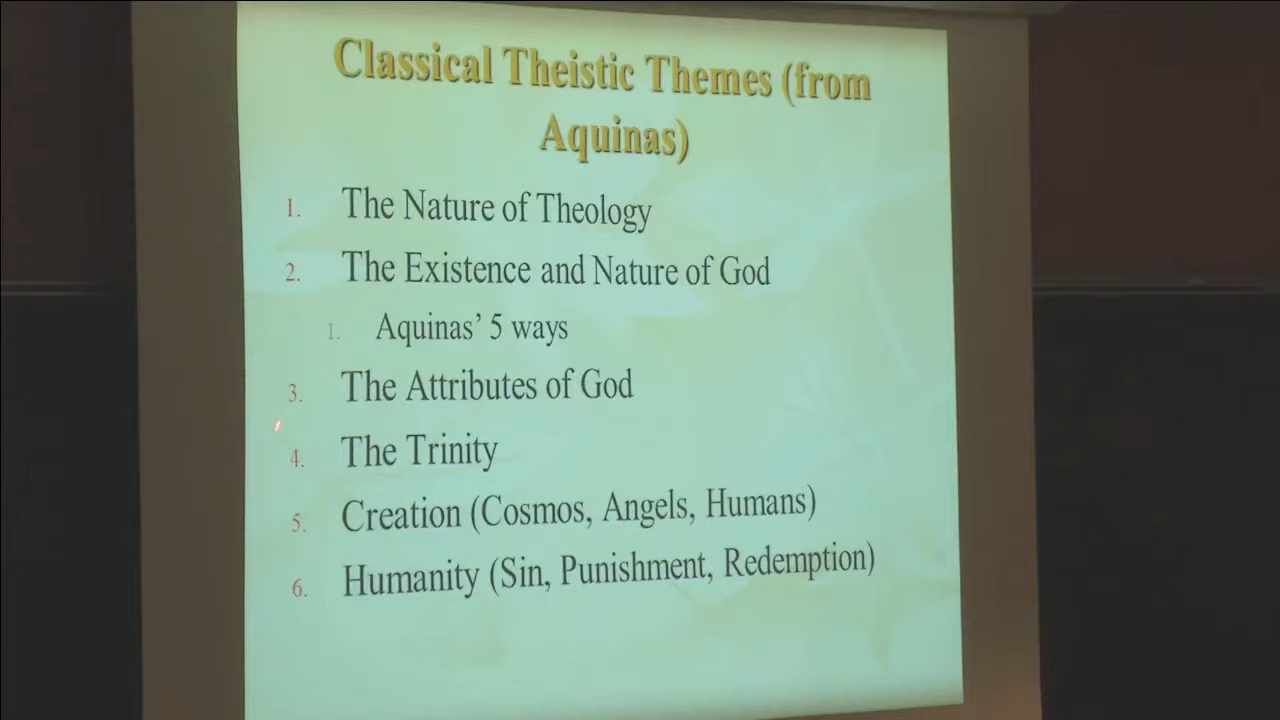 Classical Theistic Themes (from
Aquinas)
1. The Nature of Theology
2. The Existence and Nature of God
1. Aquinas' 5 ways
3. The Attributes of God
4. The Trinity
5. Creation (Cosmos, Angels, Humans)
6. Humanity (Sin, Punishment, Redemption)